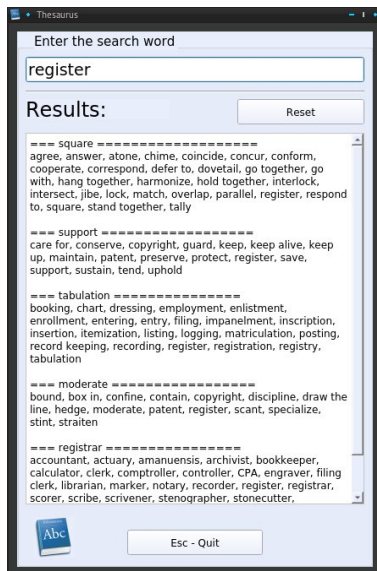 Thesaurus
Enter the search word
register
Results:
Reset
=== square ===================
agree, answer, atone, chime, coincide, concur, conform,
cooperate, correspond, defer to, dovetail, go together, go
with, hang together, harmonize, hold together, interlock,
intersect, jibe, lock, match, overlap, parallel, register, respond
to, square, stand together, tally
=== support ==================
care for, conserve, copyright, guard, keep, keep alive, keep
up, maintain, patent, preserve, protect, register, save,
support, sustain, tend, uphold
=== tabulation ===============
booking, chart, dressing, employment, enlistment,
enrollment, entering, entry, filing, impanelment, inscription,
insertion, itemization, listing, logging, matriculation, posting,
record keeping, recording, register, registration, registry,
tabulation
=== moderate =================
bound, box in, confine, contain, copyright, discipline, draw the
line, hedge, moderate, patent, register, scant, specialize,
stint, straiten
=== registrar ================
accountant, actuary, amanuensis, archivist, bookkeeper,
calculator, clerk, comptroller, controller, CPA, engraver, filing
clerk, librarian, marker, notary, recorder, register, registrar,
scorer, scribe, scrivener, stenographer, stonecutter,
Abc
Esc - Quit